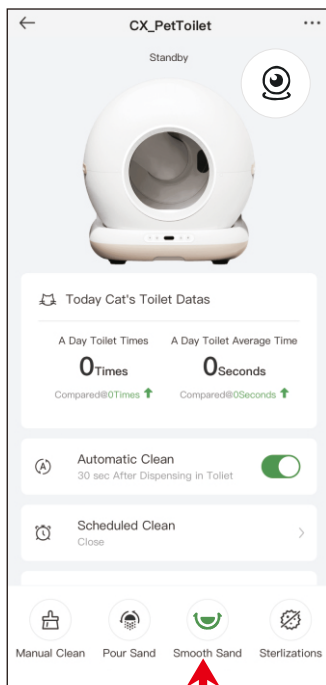 CX_PetToilet
Standby
Today Cat's Toilet Datas
A Day Toilet Times
A Day Toilet Average Time
0Times
0Seconds
Compared@0Times
Compared@0Seconds
A
Automatic Clean
30 sec After Dispensing in Toliet
Scheduled Clean
Close
Manual Clean
Pour Sand
Smooth Sand
Sterlizations